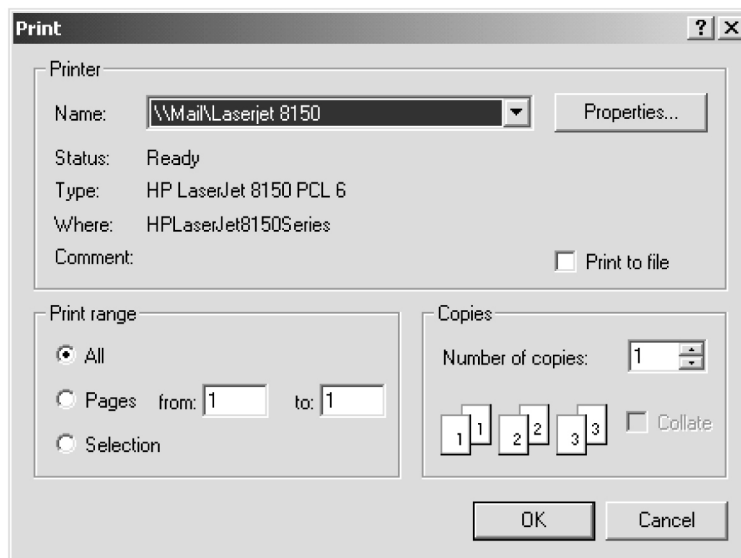 Print
Printer
Name: \\Mail\Laserjet 8150 Properties...
Status: Ready
Type: HP LaserJet 8150 PCL 6
Where: HPLaserJet8150Series
Comment: Print to file
Print range
All
Pages from: 1 to: 1
Selection
Copies
Number of copies: 1
1 1 2 2 3 3 Collate
OK Cancel